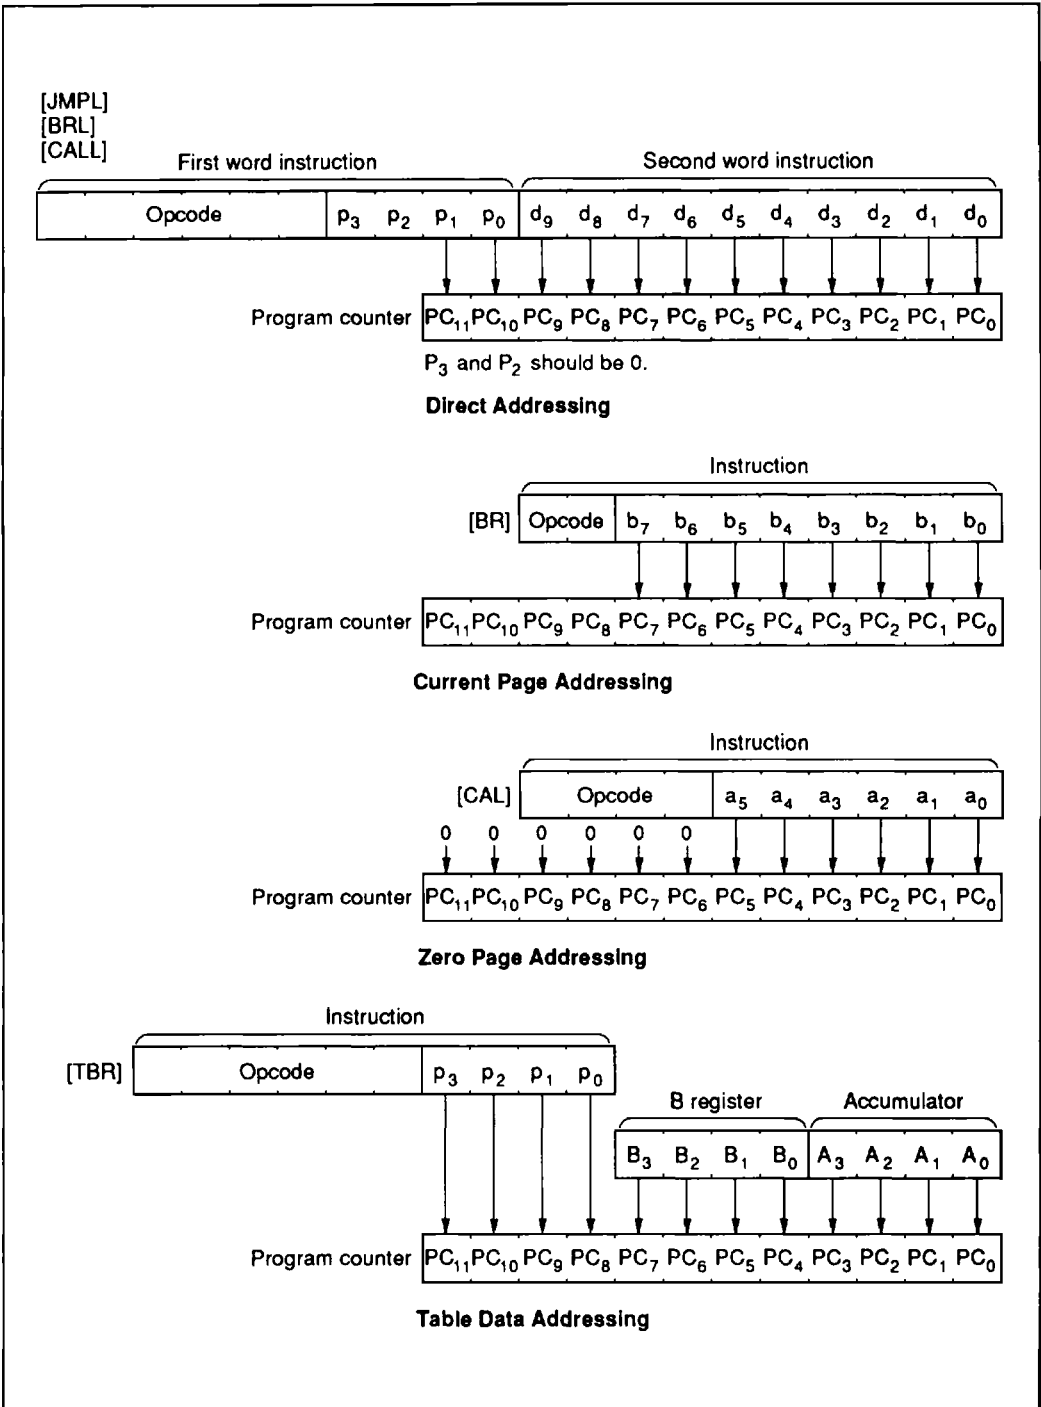 [JMPL]
[BRL]
[CALL]
First word instruction Second word instruction
Opcode p₃ p₂ p₁ p₀ d₉ d₈ d₇ d₆ d₅ d₄ d₃ d₂ d₁ d₀
Program counter PC₁₁ PC₁₀ PC₉ PC₈ PC₇ PC₆ PC₅ PC₄ PC₃ PC₂ PC₁ PC₀
P₃ and P₂ should be 0.
Direct Addressing
Instruction
[BR] Opcode b₇ b₆ b₅ b₄ b₃ b₂ b₁ b₀
Program counter PC₁₁ PC₁₀ PC₉ PC₈ PC₇ PC₆ PC₅ PC₄ PC₃ PC₂ PC₁ PC₀
Current Page Addressing
Instruction
[CAL] Opcode a₅ a₄ a₃ a₂ a₁ a₀
0 0 0 0 0 0
Program counter PC₁₁ PC₁₀ PC₉ PC₈ PC₇ PC₆ PC₅ PC₄ PC₃ PC₂ PC₁ PC₀
Zero Page Addressing
Instruction
[TBR] Opcode p₃ p₂ p₁ p₀
B register Accumulator
B₃ B₂ B₁ B₀ A₃ A₂ A₁ A₀
Program counter PC₁₁ PC₁₀ PC₉ PC₈ PC₇ PC₆ PC₅ PC₄ PC₃ PC₂ PC₁ PC₀
Table Data Addressing